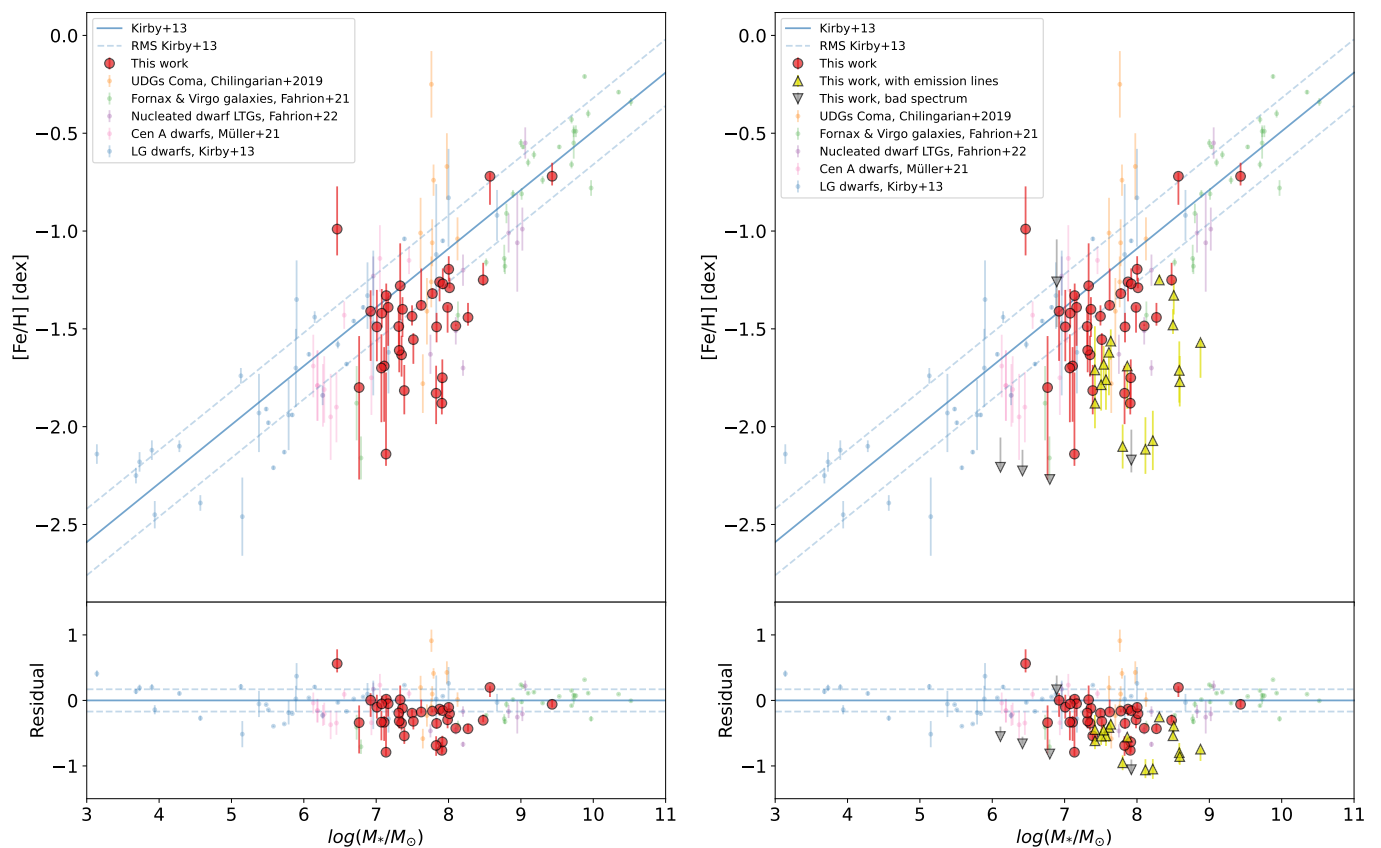 Kirby+13
RMS Kirby+13
This work
UDGs Coma, Chilingarian+2019
Fornax & Virgo galaxies, Fahrion+21
Nucleated dwarf LTGs, Fahrion+22
Cen A dwarfs, Müller+21
LG dwarfs, Kirby+13
[Fe/H] [dex]
0.0
−0.5
−1.0
−1.5
−2.0
−2.5
Residual
1
0
−1
3 4 5 6 7 8 9 10 11
log(M*/M⊙)
Kirby+13
RMS Kirby+13
This work
This work, with emission lines
This work, bad spectrum
UDGs Coma, Chilingarian+2019
Fornax & Virgo galaxies, Fahrion+21
Nucleated dwarf LTGs, Fahrion+22
Cen A dwarfs, Müller+21
LG dwarfs, Kirby+13
[Fe/H] [dex]
0.0
−0.5
−1.0
−1.5
−2.0
−2.5
Residual
1
0
−1
3 4 5 6 7 8 9 10 11
log(M*/M⊙)